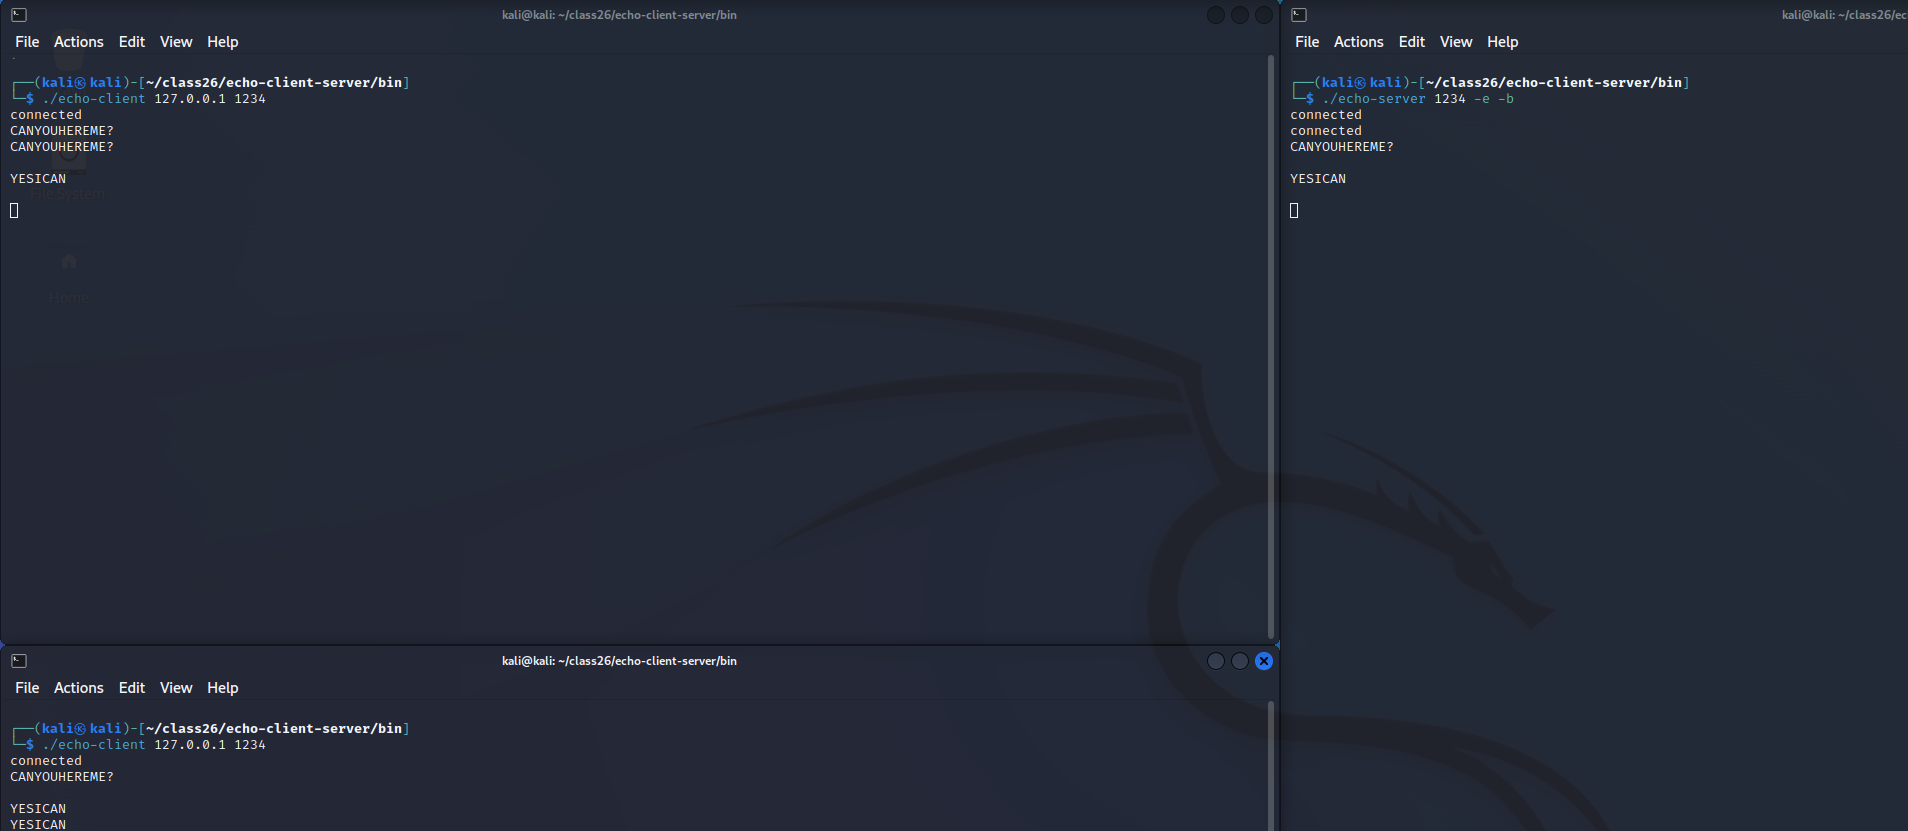 kali@kali: ~/class26/echo-client-server/bin
File Actions Edit View Help
┌──(kali㉿kali)-[~/class26/echo-client-server/bin]
└─$ ./echo-client 127.0.0.1 1234
connected
CANYOUHEREME?
CANYOUHEREME?
YESICAN
File System
Home
kali@kali: ~/class26/echo-client-server/bin
File Actions Edit View Help
┌──(kali㉿kali)-[~/class26/echo-client-server/bin]
└─$ ./echo-client 127.0.0.1 1234
connected
CANYOUHEREME?
YESICAN
YESICAN
kali@kali: ~/class26/ec
File Actions Edit View Help
┌──(kali㉿kali)-[~/class26/echo-client-server/bin]
└─$ ./echo-server 1234 -e -b
connected
connected
CANYOUHEREME?
YESICAN